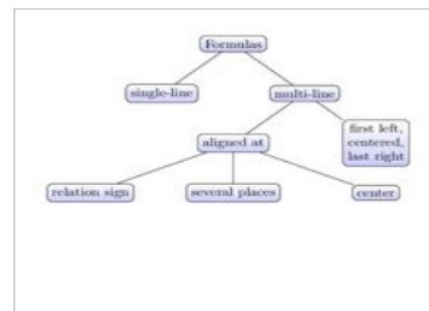 Formulas
single-line
multi-line
aligned at
first left,
centered,
last right
relation sign
several places
center